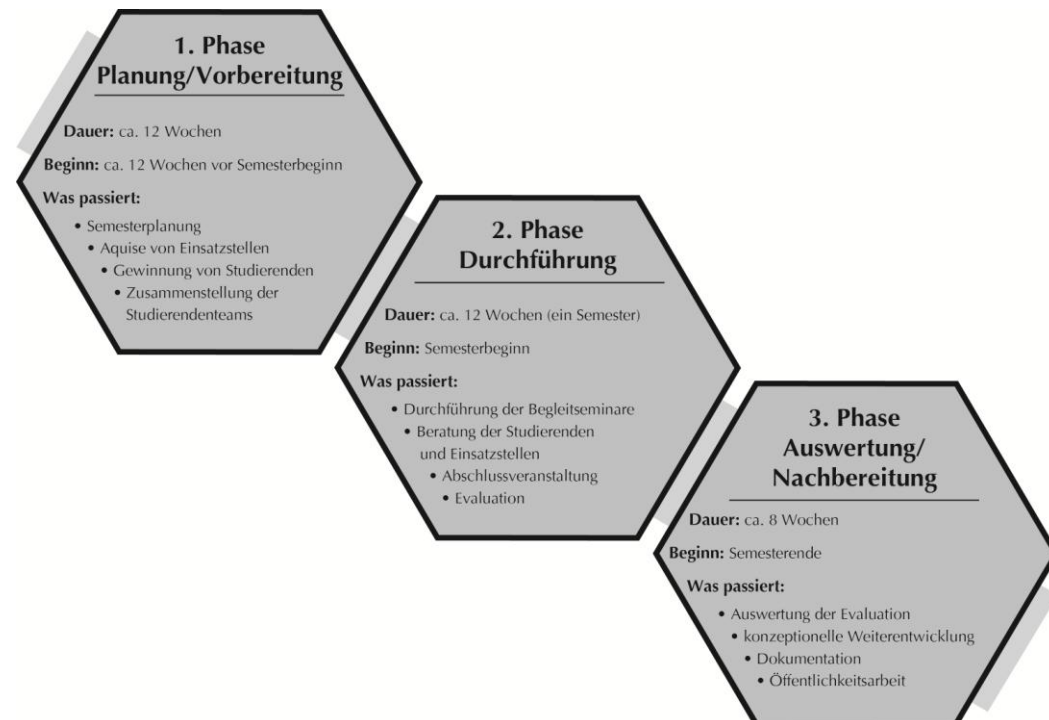 1. Phase
Planung/Vorbereitung
Dauer: ca. 12 Wochen
Beginn: ca. 12 Wochen vor Semesterbeginn
Was passiert:
• Semesterplanung
• Aquise von Einsatzstellen
• Gewinnung von Studierenden
• Zusammenstellung der
Studierendenteams
2. Phase
Durchführung
Dauer: ca. 12 Wochen (ein Semester)
Beginn: Semesterbeginn
Was passiert:
• Durchführung der Begleitseminare
• Beratung der Studierenden
und Einsatzstellen
• Abschlussveranstaltung
• Evaluation
3. Phase
Auswertung/
Nachbereitung
Dauer: ca. 8 Wochen
Beginn: Semesterende
Was passiert:
• Auswertung der Evaluation
• konzeptionelle Weiterentwicklung
• Dokumentation
• Öffentlichkeitsarbeit